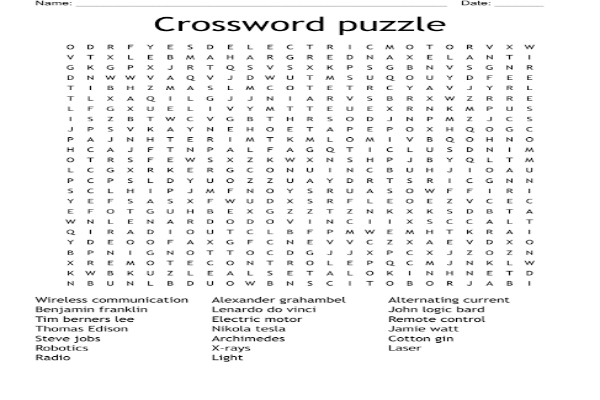 Name: Date:
Crossword puzzle
O D R F Y E S D E L E C T R I C M O T O R V X W
V T X L E B M A H A R G R E D N A X E L A N T I
G K G P X J R T Q S V S X K P S G B N V S G N R
D N W W V A Q V J D W U T M S U Q O U Y D F E E
T I B H Z M A S L M C O T E T R C Y A V J Y R L
T L X A Q I L G J J N I A R V S B R X W Z R R E
L F G X U E L I V Y M T T E U E X R N K M P U S
I S Z B T W C V G B T H R S O D J N P M Z J C S
J P S V K A Y N E H O E T A P E P O X H Q O G C
P A J N H T E R I M T K M L O M I V B Q O H N O
H C A J F T N P A L F A G Q T I C L U S D N I M
O T R S F E W S X Z K W X N S H P J B Y Q L T M
L C G X R K E R G C O N U I N C B U H J I O A U
P C P S L D Y U O Z Z U A Y D R T S R I C G N N
S C L H I P J M F N O Y S R U A S O W F F I R I
Y E F S A S X F W U D X S R F L E O E Z V C E C
E F O T G U H B E X G Z Z T Z N K X K S D B T A
W N L E N A R D O D O V I N C I I X S C C A L T
Q I R A D I O U T C L B F P M W E M H T K R A I
Y D E O O F A X G F C N E V V C Z X A E V D X O
B P N I G N O T T O C D G J J X P C X J Z O Z N
X R E M O T E C O N T R O L E P Q C M J N K L W
K W B K U Z L E A L S E T A L O K I N H N E T D
N B U N L B D U O W B N S C I T O B O R J A B I
Wireless communication Alexander grahambel Alternating current
Benjamin franklin Lenardo do vinci John logic bard
Tim berners lee Electric motor Remote control
Thomas Edison Nikola tesla Jamie watt
Steve jobs Archimedes Cotton gin
Robotics X-rays Laser
Radio Light